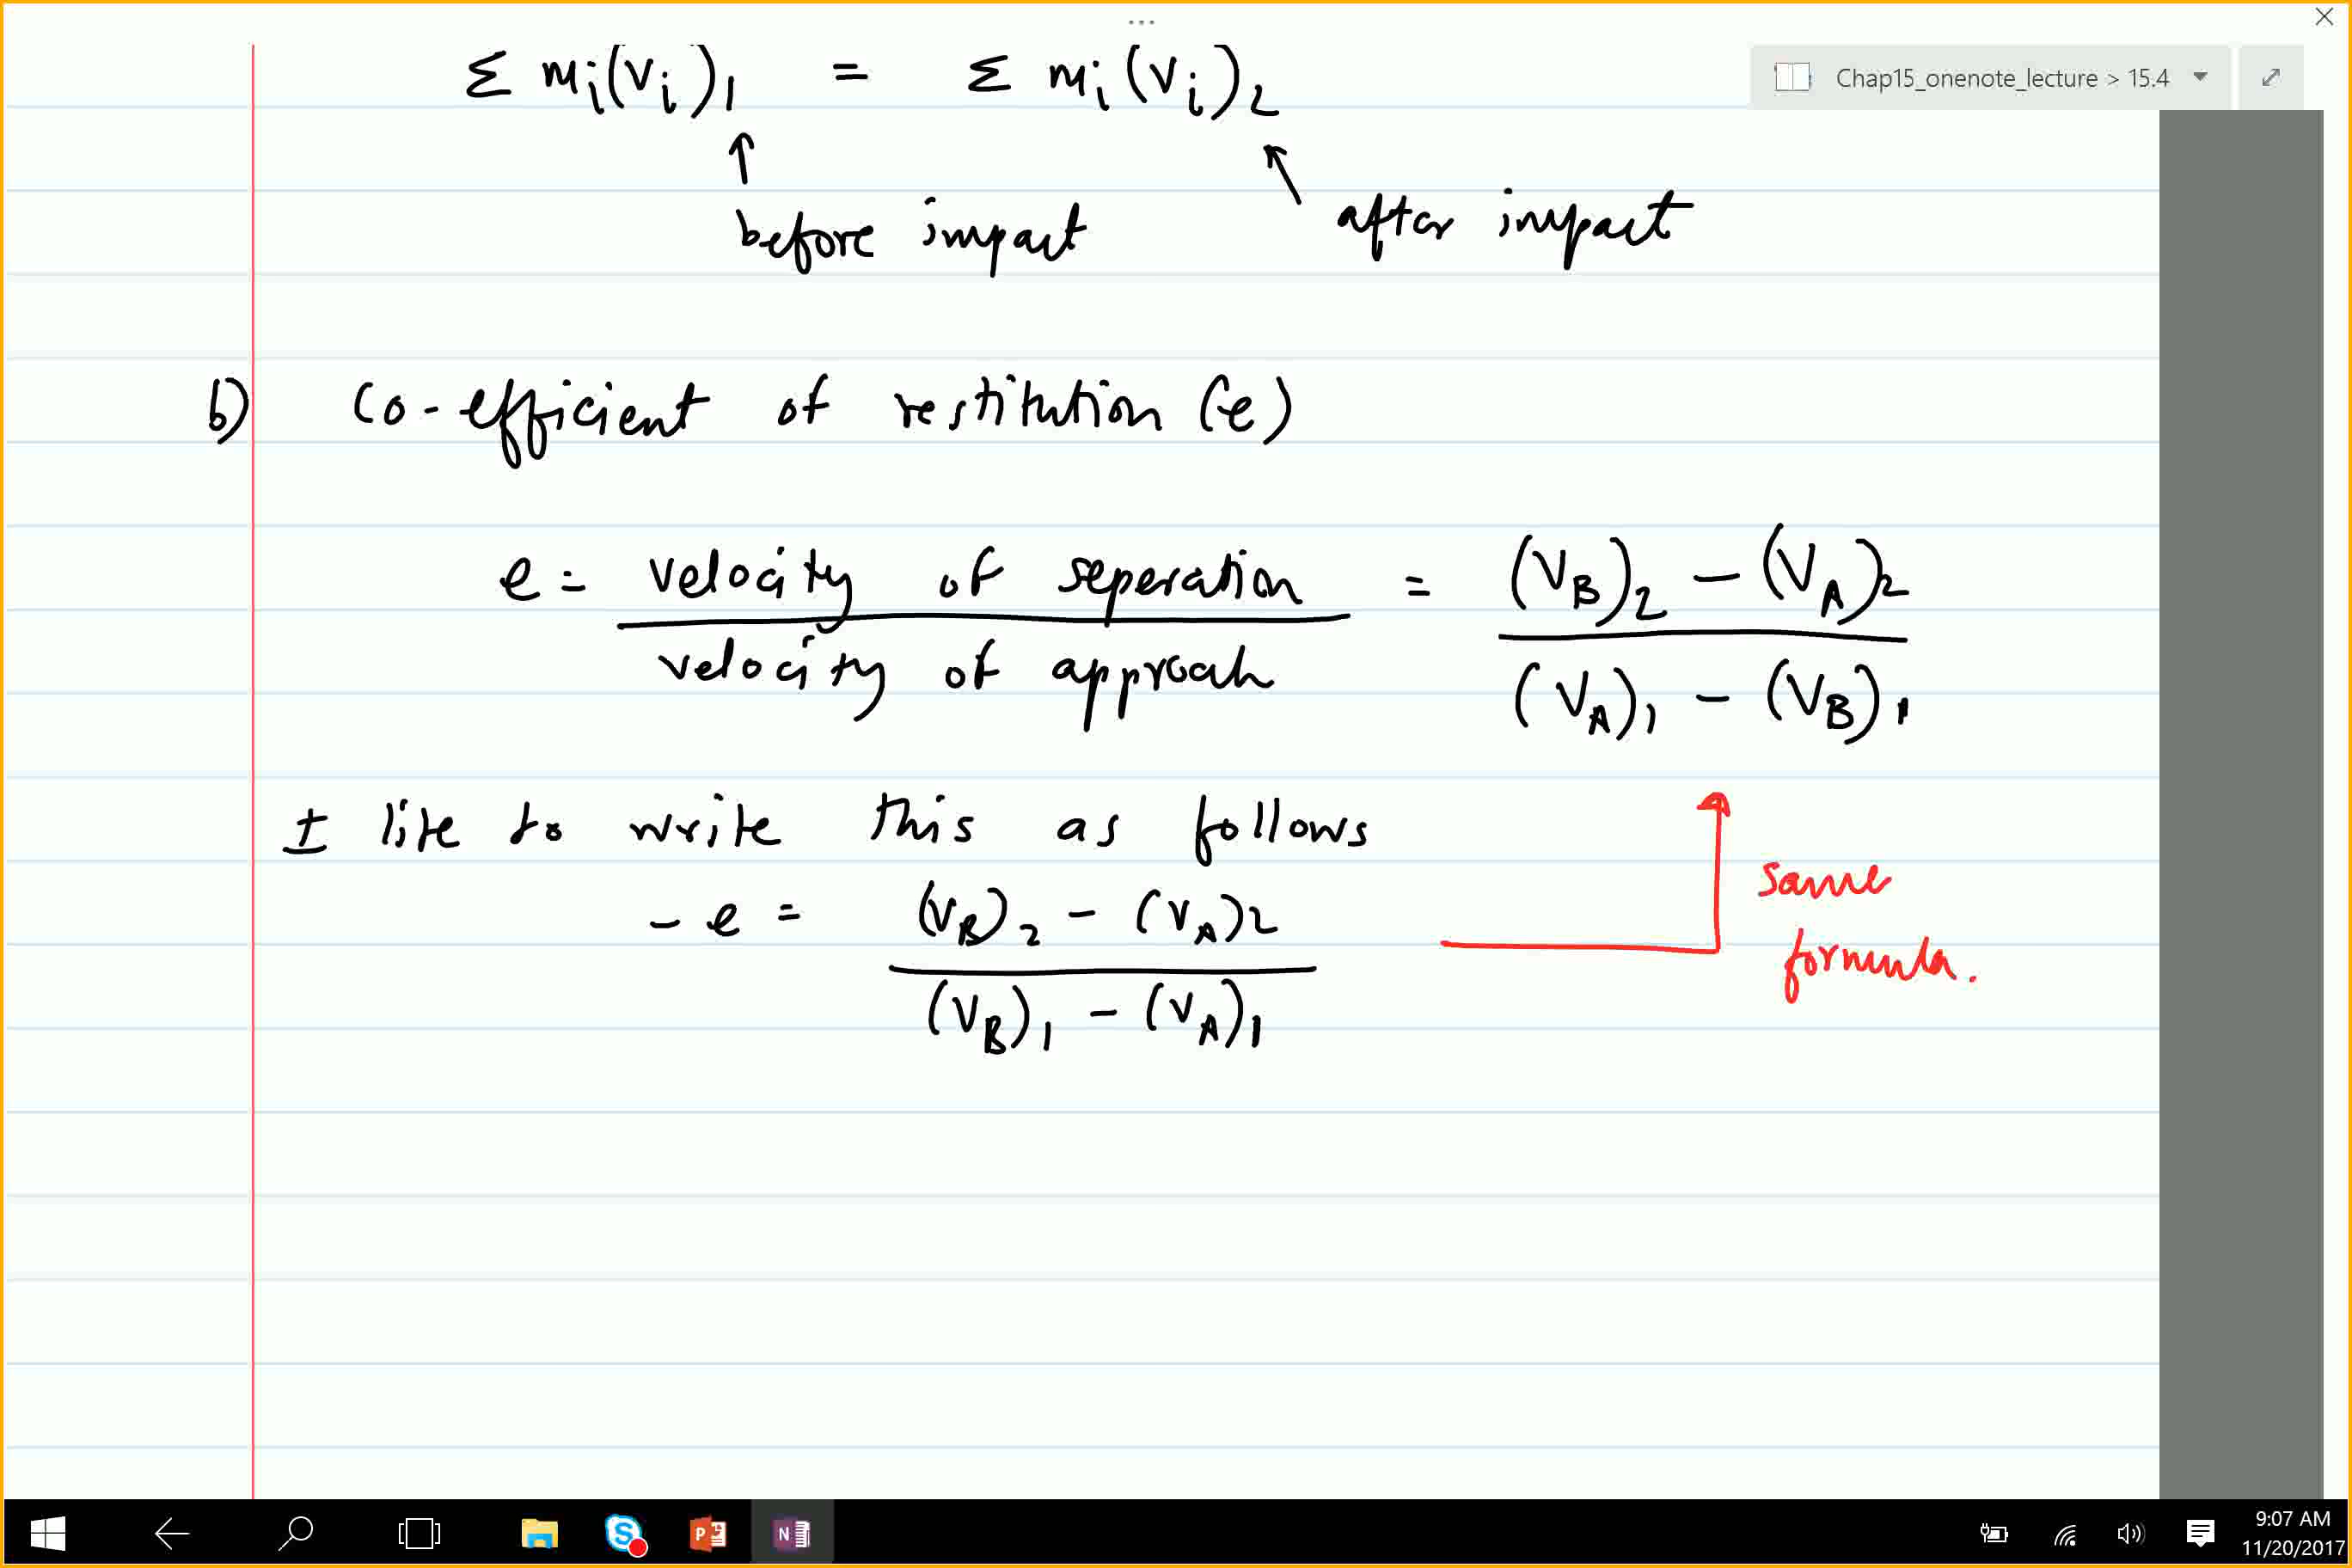 Σ mᵢ(vᵢ)₁ = Σ mᵢ(vᵢ)₂
Chap15_onenote_lecture > 15.4
before impact
after impact
b) Co-efficient of restitution (e)
e = velocity of seperation / velocity of approach = (VB)₂ - (VA)₂ / (VA)₁ - (VB)₁
I like to write this as follows
- e = (VB)₂ - (VA)₂ / (VB)₁ - (VA)₁
same
formula.
9:07 AM
11/20/2017